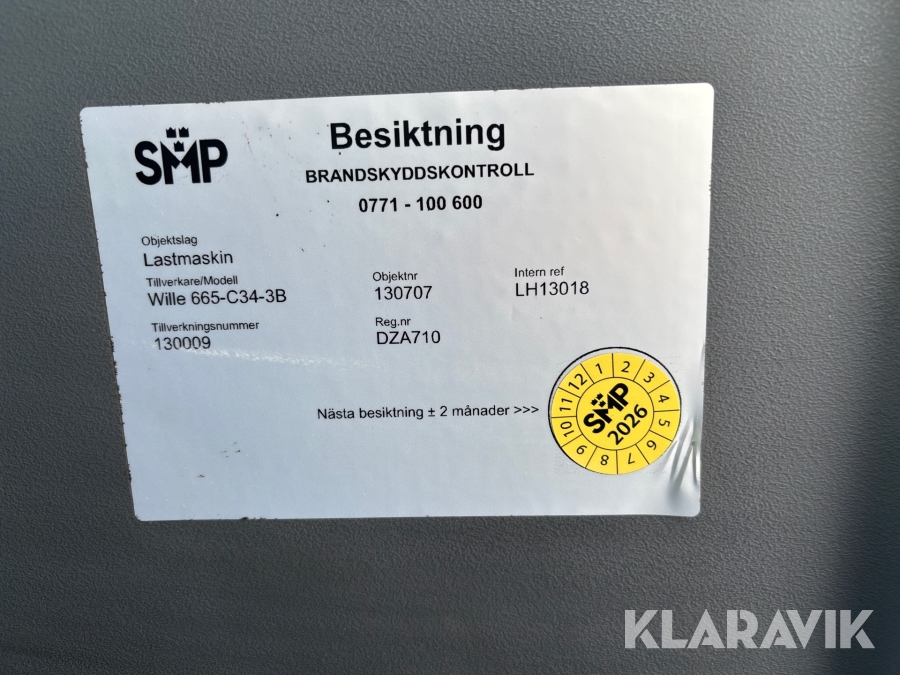 SMP
Besiktning
BRANDSKYDDSKONTROLL
0771 - 100 600
Objektslag
Lastmaskin
Tillverkare/Modell
Wille 665-C34-3B
Objektnr
130707
Intern ref
LH13018
Tillverkningsnummer
130009
Reg.nr
DZA710
Nästa besiktning ± 2 månader >>>
1 2 3 4 5 6 7 8 9 10 11 12
SMP
2026
KLARAVIK